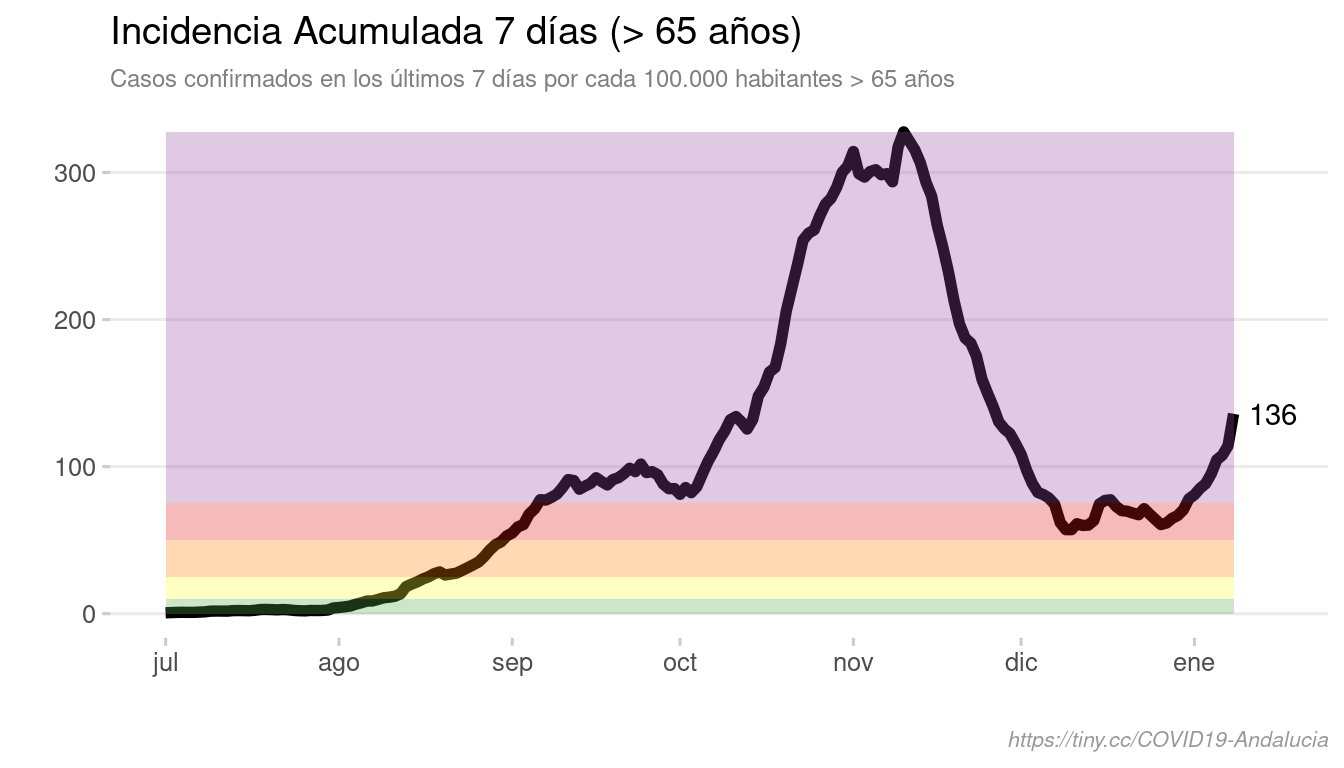 Incidencia Acumulada 7 días (> 65 años)
Casos confirmados en los últimos 7 días por cada 100.000 habitantes > 65 años
300
200
136
100
0
jul ago sep oct nov dic ene
https://tiny.cc/COVID19-Andalucia